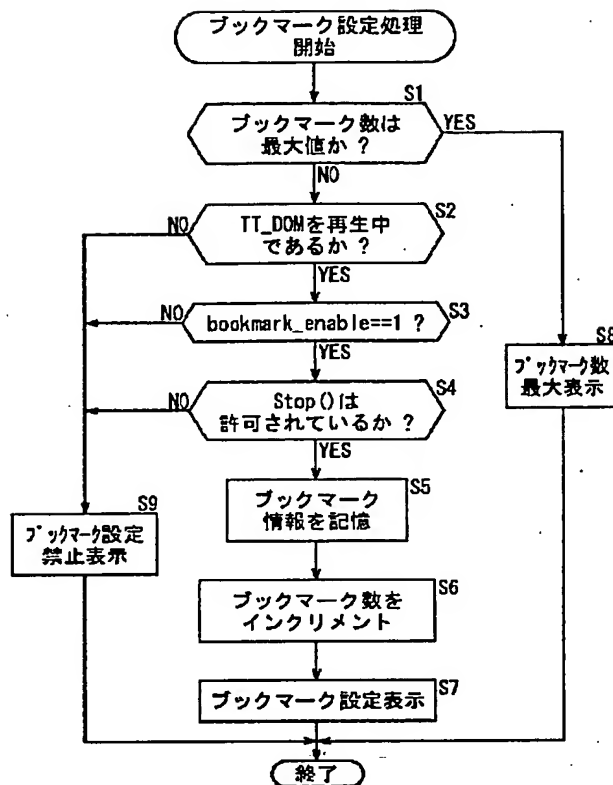 ブックマーク設定処理
開始
S1
ブックマーク数は
最大値か ?
YES
NO
S2
TT_DOMを再生中
であるか ?
NO
YES
S3
bookmark_enable==1 ?
NO
YES
S4
Stop()は
許可されているか ?
NO
YES
S5
ブックマーク
情報を記憶
S6
ブックマーク数を
インクリメント
S7
ブックマーク設定表示
S8
ブックマーク数
最大表示
S9
ブックマーク設定
禁止表示
終了